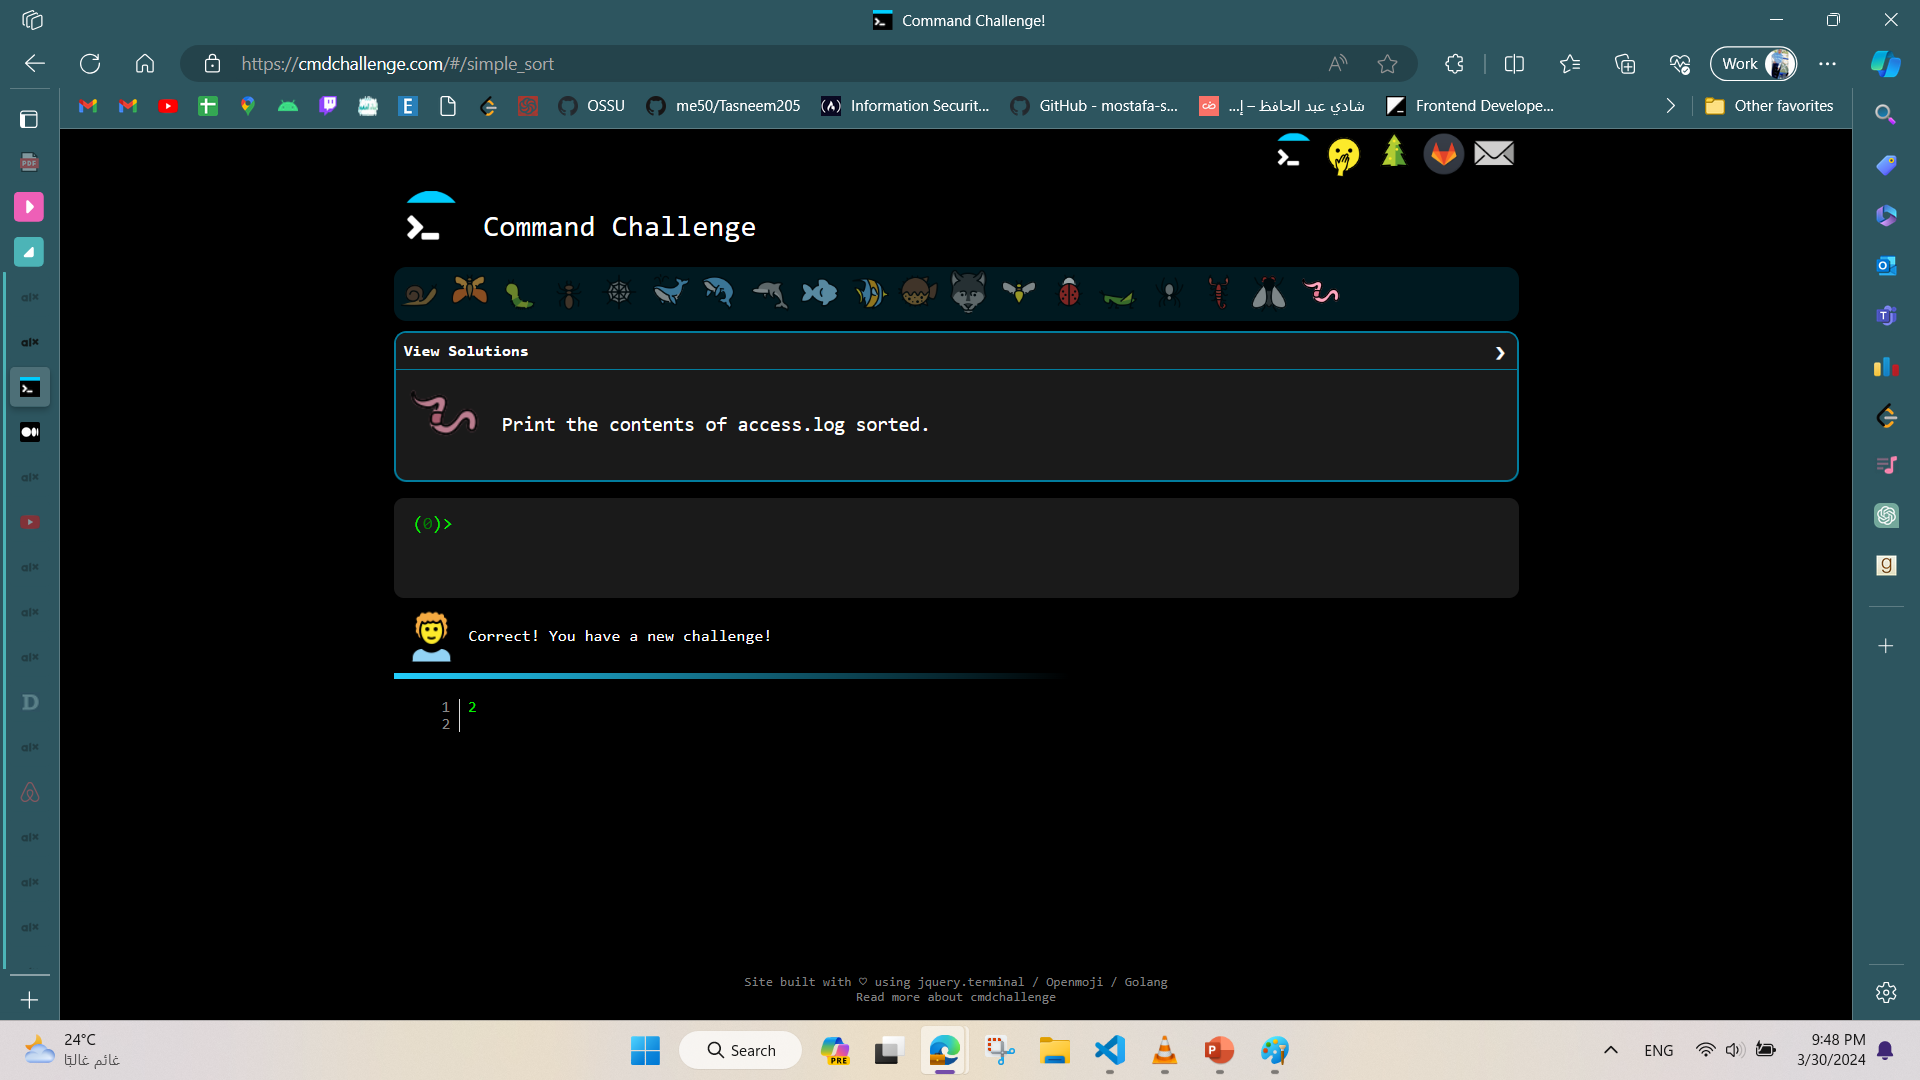 Command Challenge!
https://cmdchallenge.com/#/simple_sort
Work
OSSU
me50/Tasneem205
Information Securit...
GitHub - mostafa-s...
شادي عبد الحافظ – إ...
Frontend Develope...
Other favorites
Command Challenge
View Solutions
Print the contents of access.log sorted.
(0)>
Correct! You have a new challenge!
1 2
2
Site built with ♡ using jquery.terminal / Openmoji / Golang
Read more about cmdchallenge
24°C
غائم غالبًا
Search
PRE
ENG
9:48 PM
3/30/2024